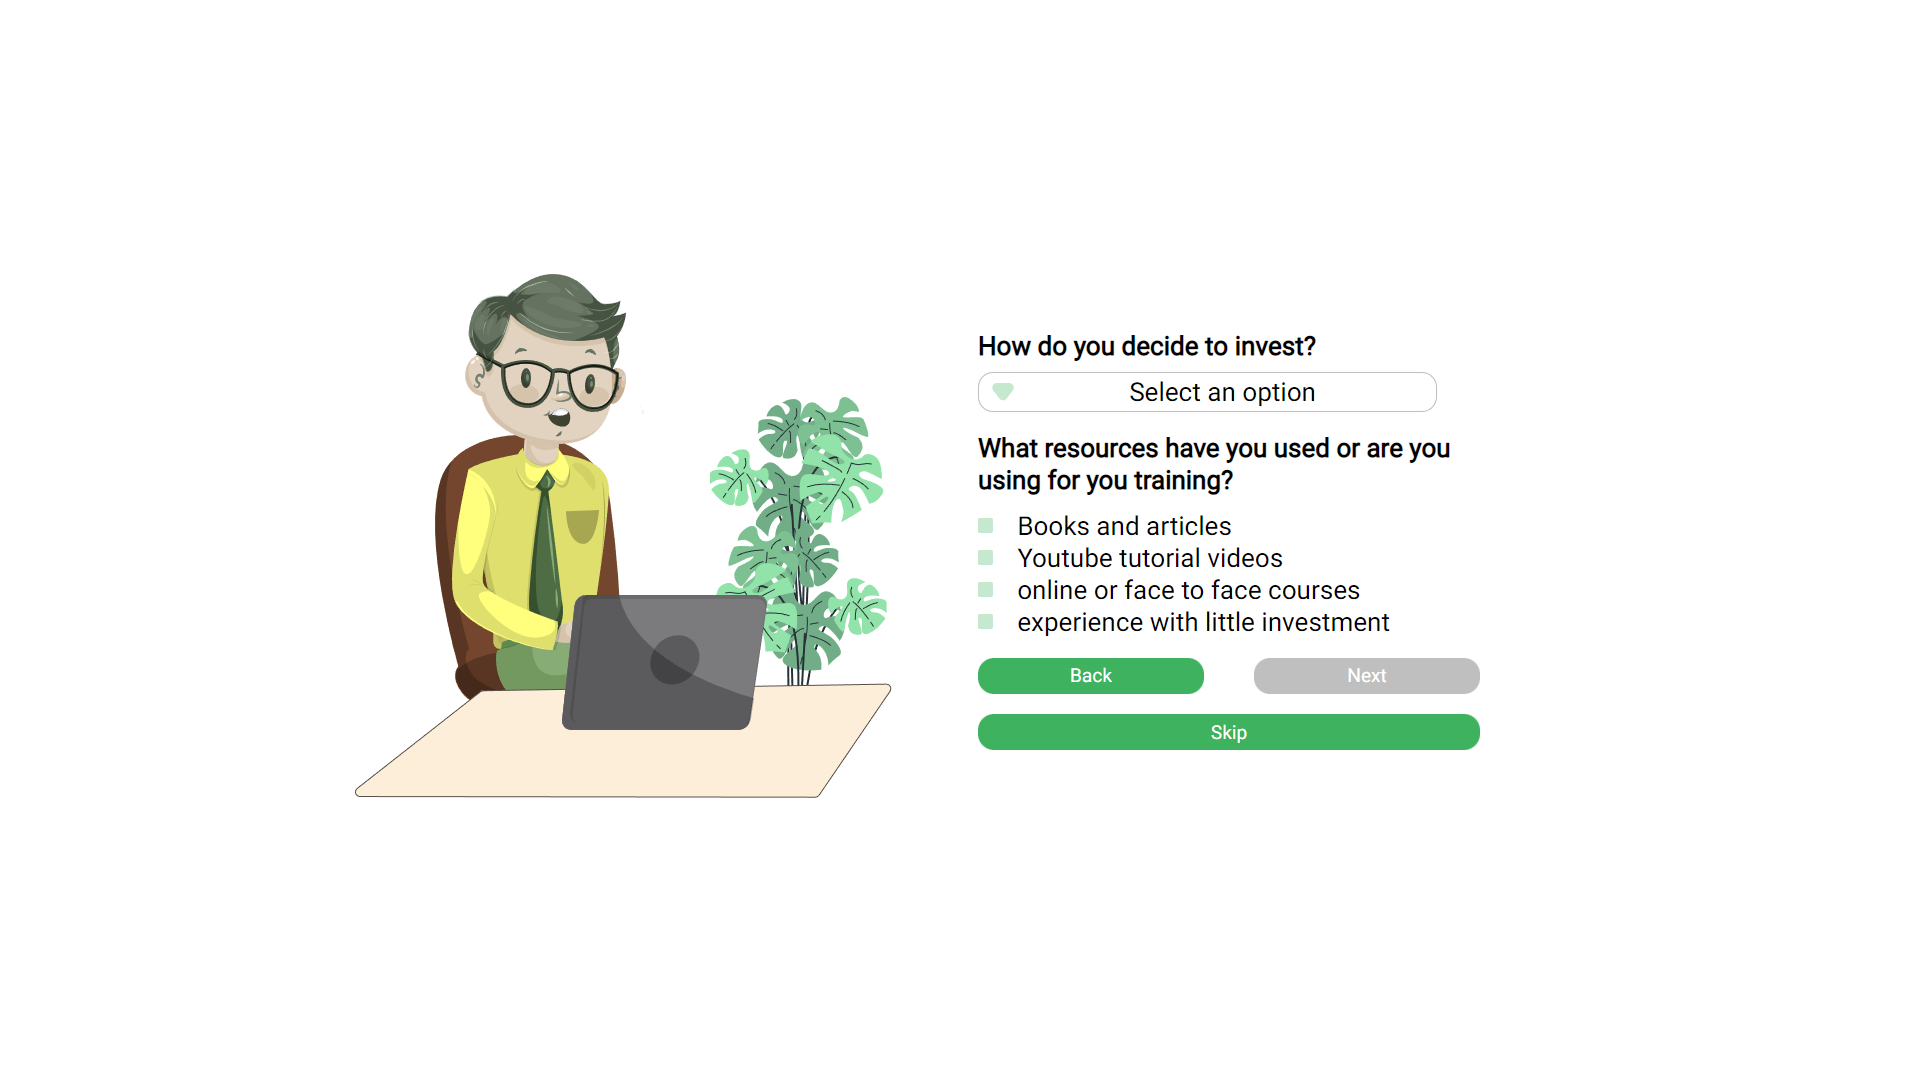 How do you decide to invest?
Select an option
What resources have you used or are you
using for you training?
Books and articles
Youtube tutorial videos
online or face to face courses
experience with little investment
Back
Next
Skip